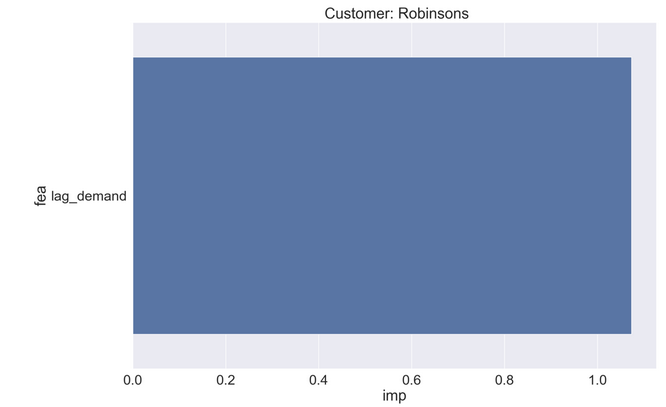 Customer: Robinsons
fea
lag_demand
0.0 0.2 0.4 0.6 0.8 1.0
imp